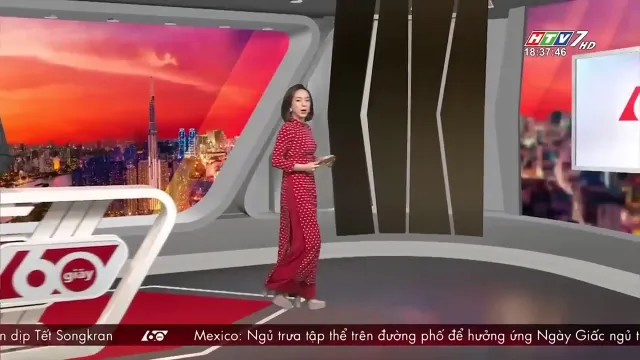 HTV7 HD
18:37:46
60 giây
n dịp Tết Songkran 60 Mexico: Ngủ trưa tập thể trên đường phố để hưởng ứng Ngày Giấc ngủ t